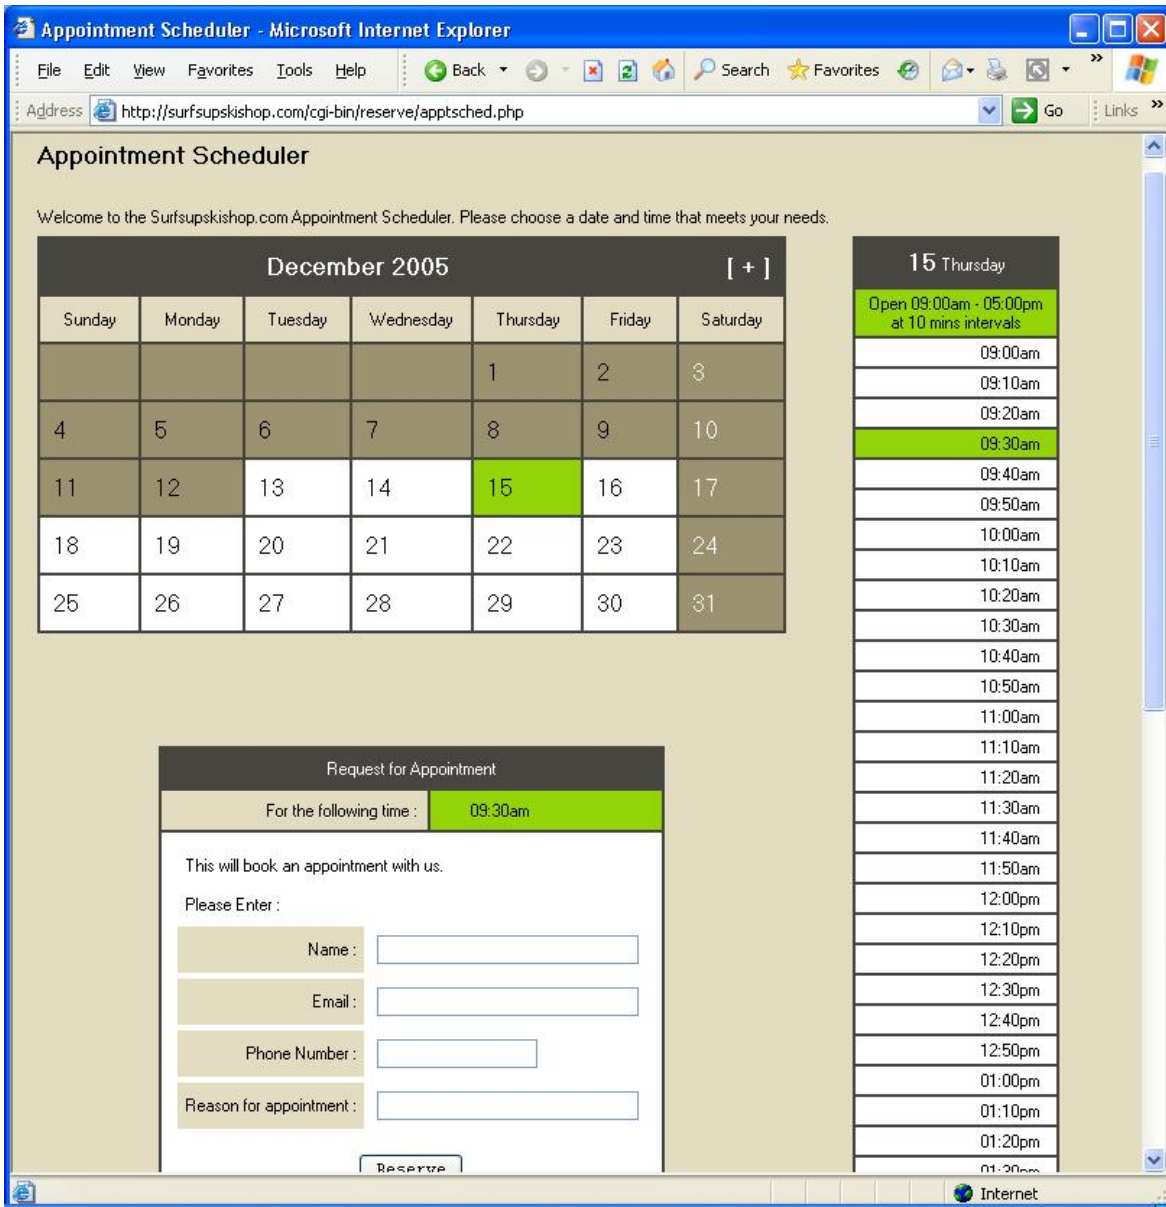 Appointment Scheduler - Microsoft Internet Explorer
File Edit View Favorites Tools Help Back Search Favorites »
Address http://surfsupskishop.com/cgi-bin/reserve/apptsched.php Go Links »
Appointment Scheduler
Welcome to the Surfsupskishop.com Appointment Scheduler. Please choose a date and time that meets your needs.
December 2005 [ + ]
Sunday Monday Tuesday Wednesday Thursday Friday Saturday
1 2 3
4 5 6 7 8 9 10
11 12 13 14 15 16 17
18 19 20 21 22 23 24
25 26 27 28 29 30 31
15 Thursday
Open 09:00am - 05:00pm
at 10 mins intervals
09:00am
09:10am
09:20am
09:30am
09:40am
09:50am
10:00am
10:10am
10:20am
10:30am
10:40am
10:50am
11:00am
11:10am
11:20am
11:30am
11:40am
11:50am
12:00pm
12:10pm
12:20pm
12:30pm
12:40pm
12:50pm
01:00pm
01:10pm
01:20pm
01:30pm
Request for Appointment
For the following time : 09:30am
This will book an appointment with us.
Please Enter :
Name :
Email :
Phone Number :
Reason for appointment :
Reserve
Internet